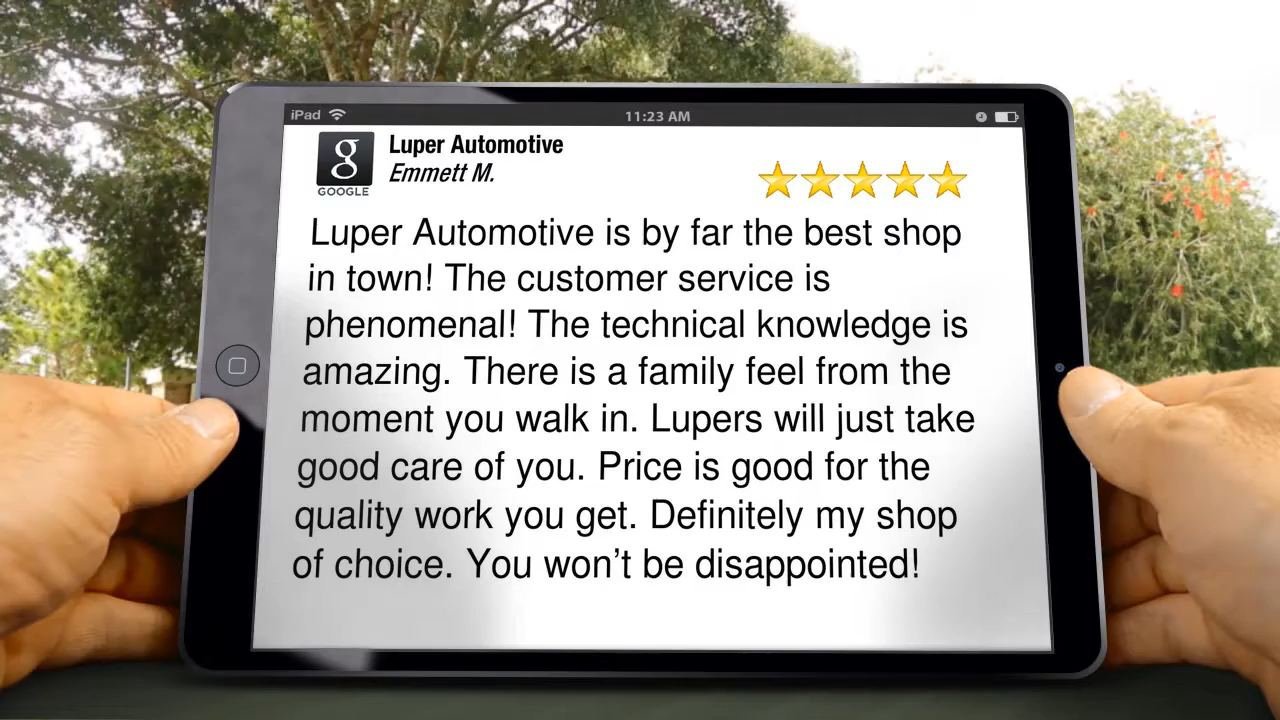 iPad 11:23 AM
g
GOOGLE
Luper Automotive
Emmett M.
Luper Automotive is by far the best shop
in town! The customer service is
phenomenal! The technical knowledge is
amazing. There is a family feel from the
moment you walk in. Lupers will just take
good care of you. Price is good for the
quality work you get. Definitely my shop
of choice. You won’t be disappointed!